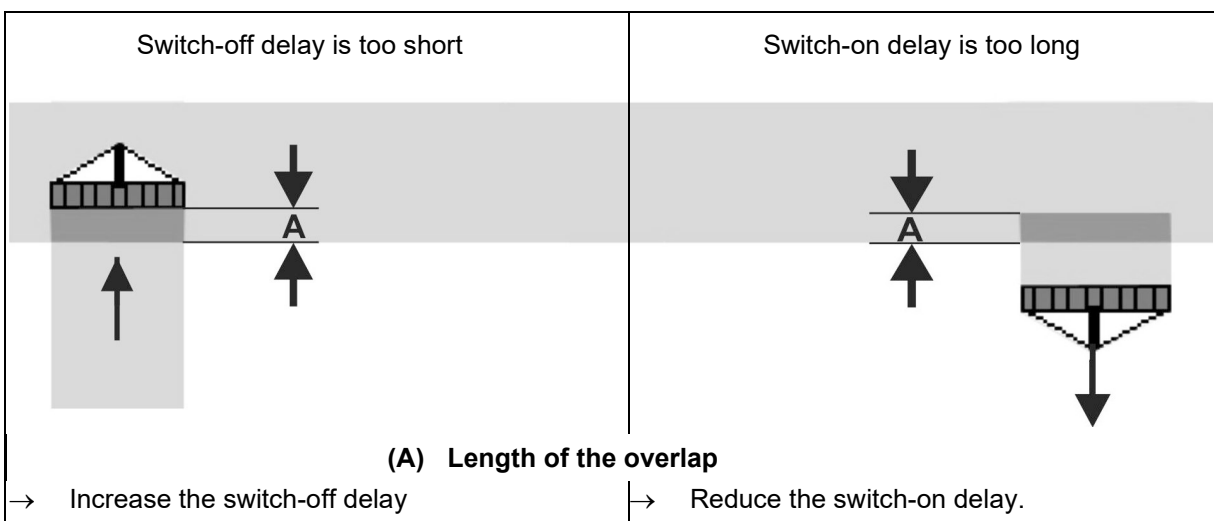 Switch-off delay is too short
Switch-on delay is too long
A
A
(A) Length of the overlap
→ Increase the switch-off delay
→ Reduce the switch-on delay.